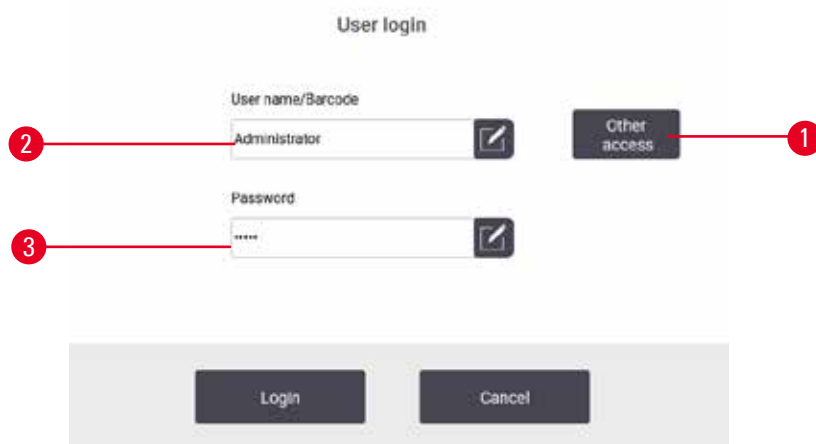 User login
User name/Barcode
2
Administrator
Other
access
1
Password
3
•••••
Login
Cancel